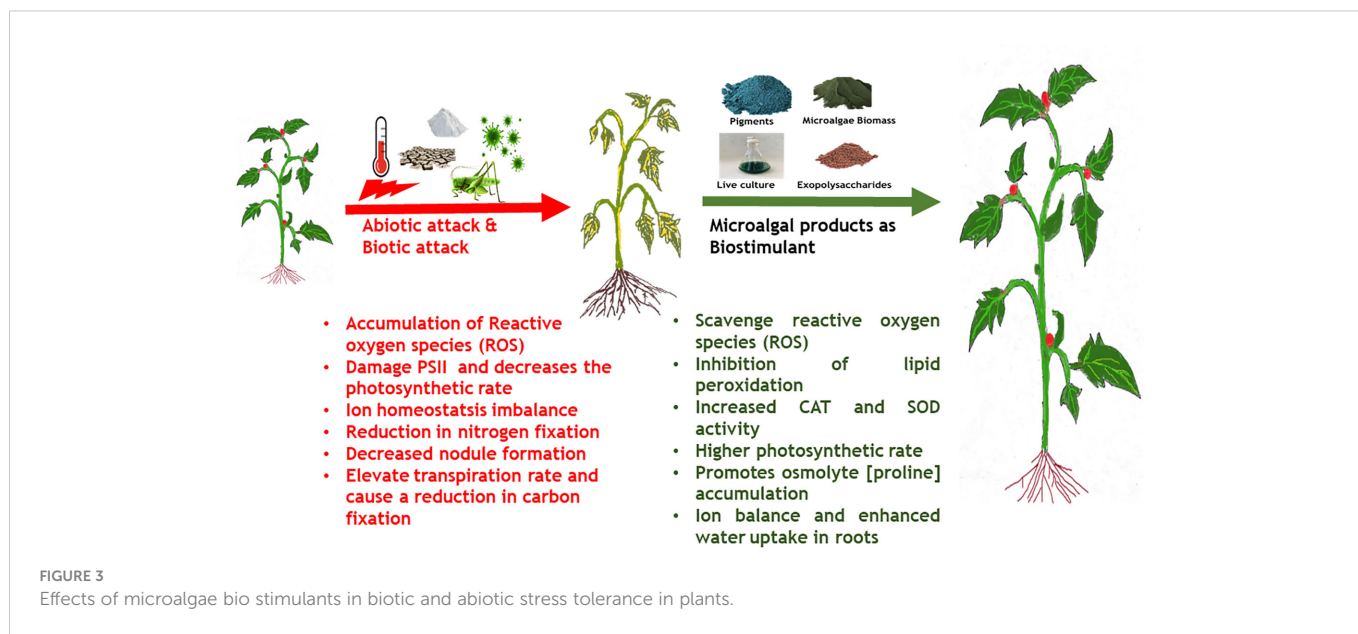 Pigments
Microalgae Biomass
Live culture
Exopolysaccharides
Abiotic attack &
Biotic attack
Microalgal products as
Biostimulant
• Accumulation of Reactive
oxygen species (ROS)
• Damage PSII and decreases the
photosynthetic rate
• Ion homeostatsis imbalance
• Reduction in nitrogen fixation
• Decreased nodule formation
• Elevate transpiration rate and
cause a reduction in carbon
fixation
• Scavenge reactive oxygen
species (ROS)
• Inhibition of lipid
peroxidation
• Increased CAT and SOD
activity
• Higher photosynthetic rate
• Promotes osmolyte [proline]
accumulation
• Ion balance and enhanced
water uptake in roots
FIGURE 3
Effects of microalgae bio stimulants in biotic and abiotic stress tolerance in plants.